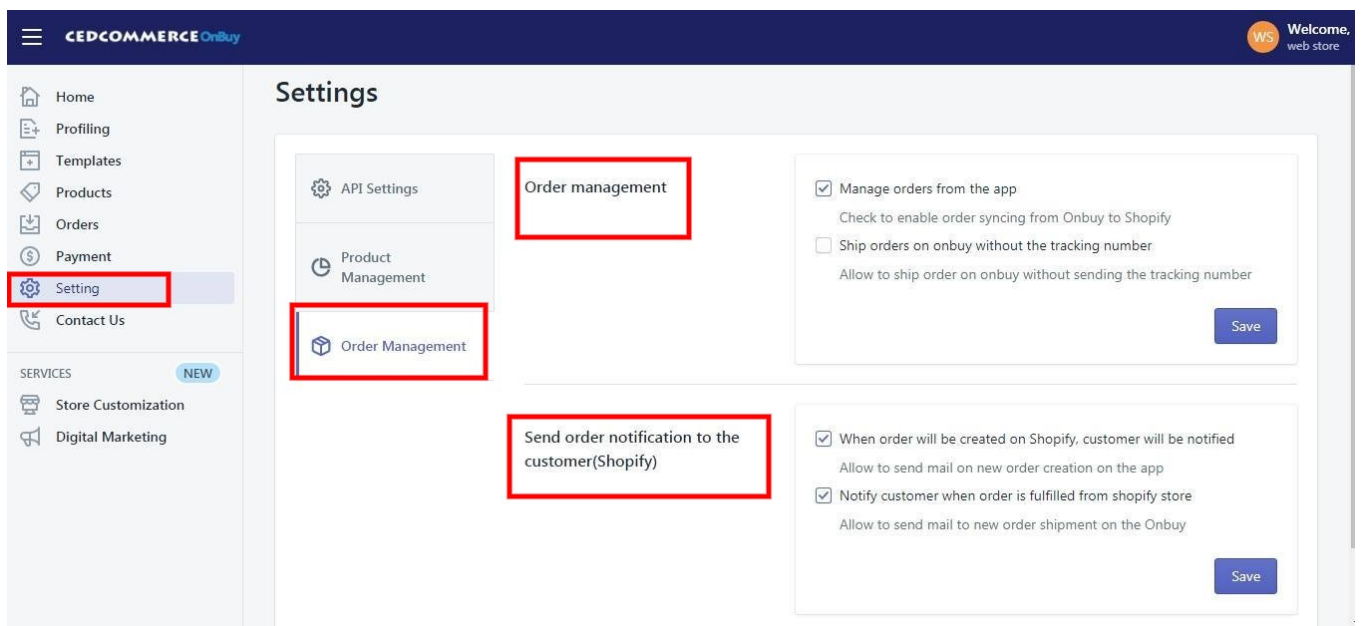 CEDCOMMERCE OnBuy
WS
Welcome,
web store
Home
Profiling
Templates
Products
Orders
Payment
Setting
Contact Us
SERVICES NEW
Store Customization
Digital Marketing
Settings
API Settings
Product
Management
Order Management
Order management
Manage orders from the app
Check to enable order syncing from Onbuy to Shopify
Ship orders on onbuy without the tracking number
Allow to ship order on onbuy without sending the tracking number
Save
Send order notification to the
customer(Shopify)
When order will be created on Shopify, customer will be notified
Allow to send mail on new order creation on the app
Notify customer when order is fulfilled from shopify store
Allow to send mail to new order shipment on the Onbuy
Save